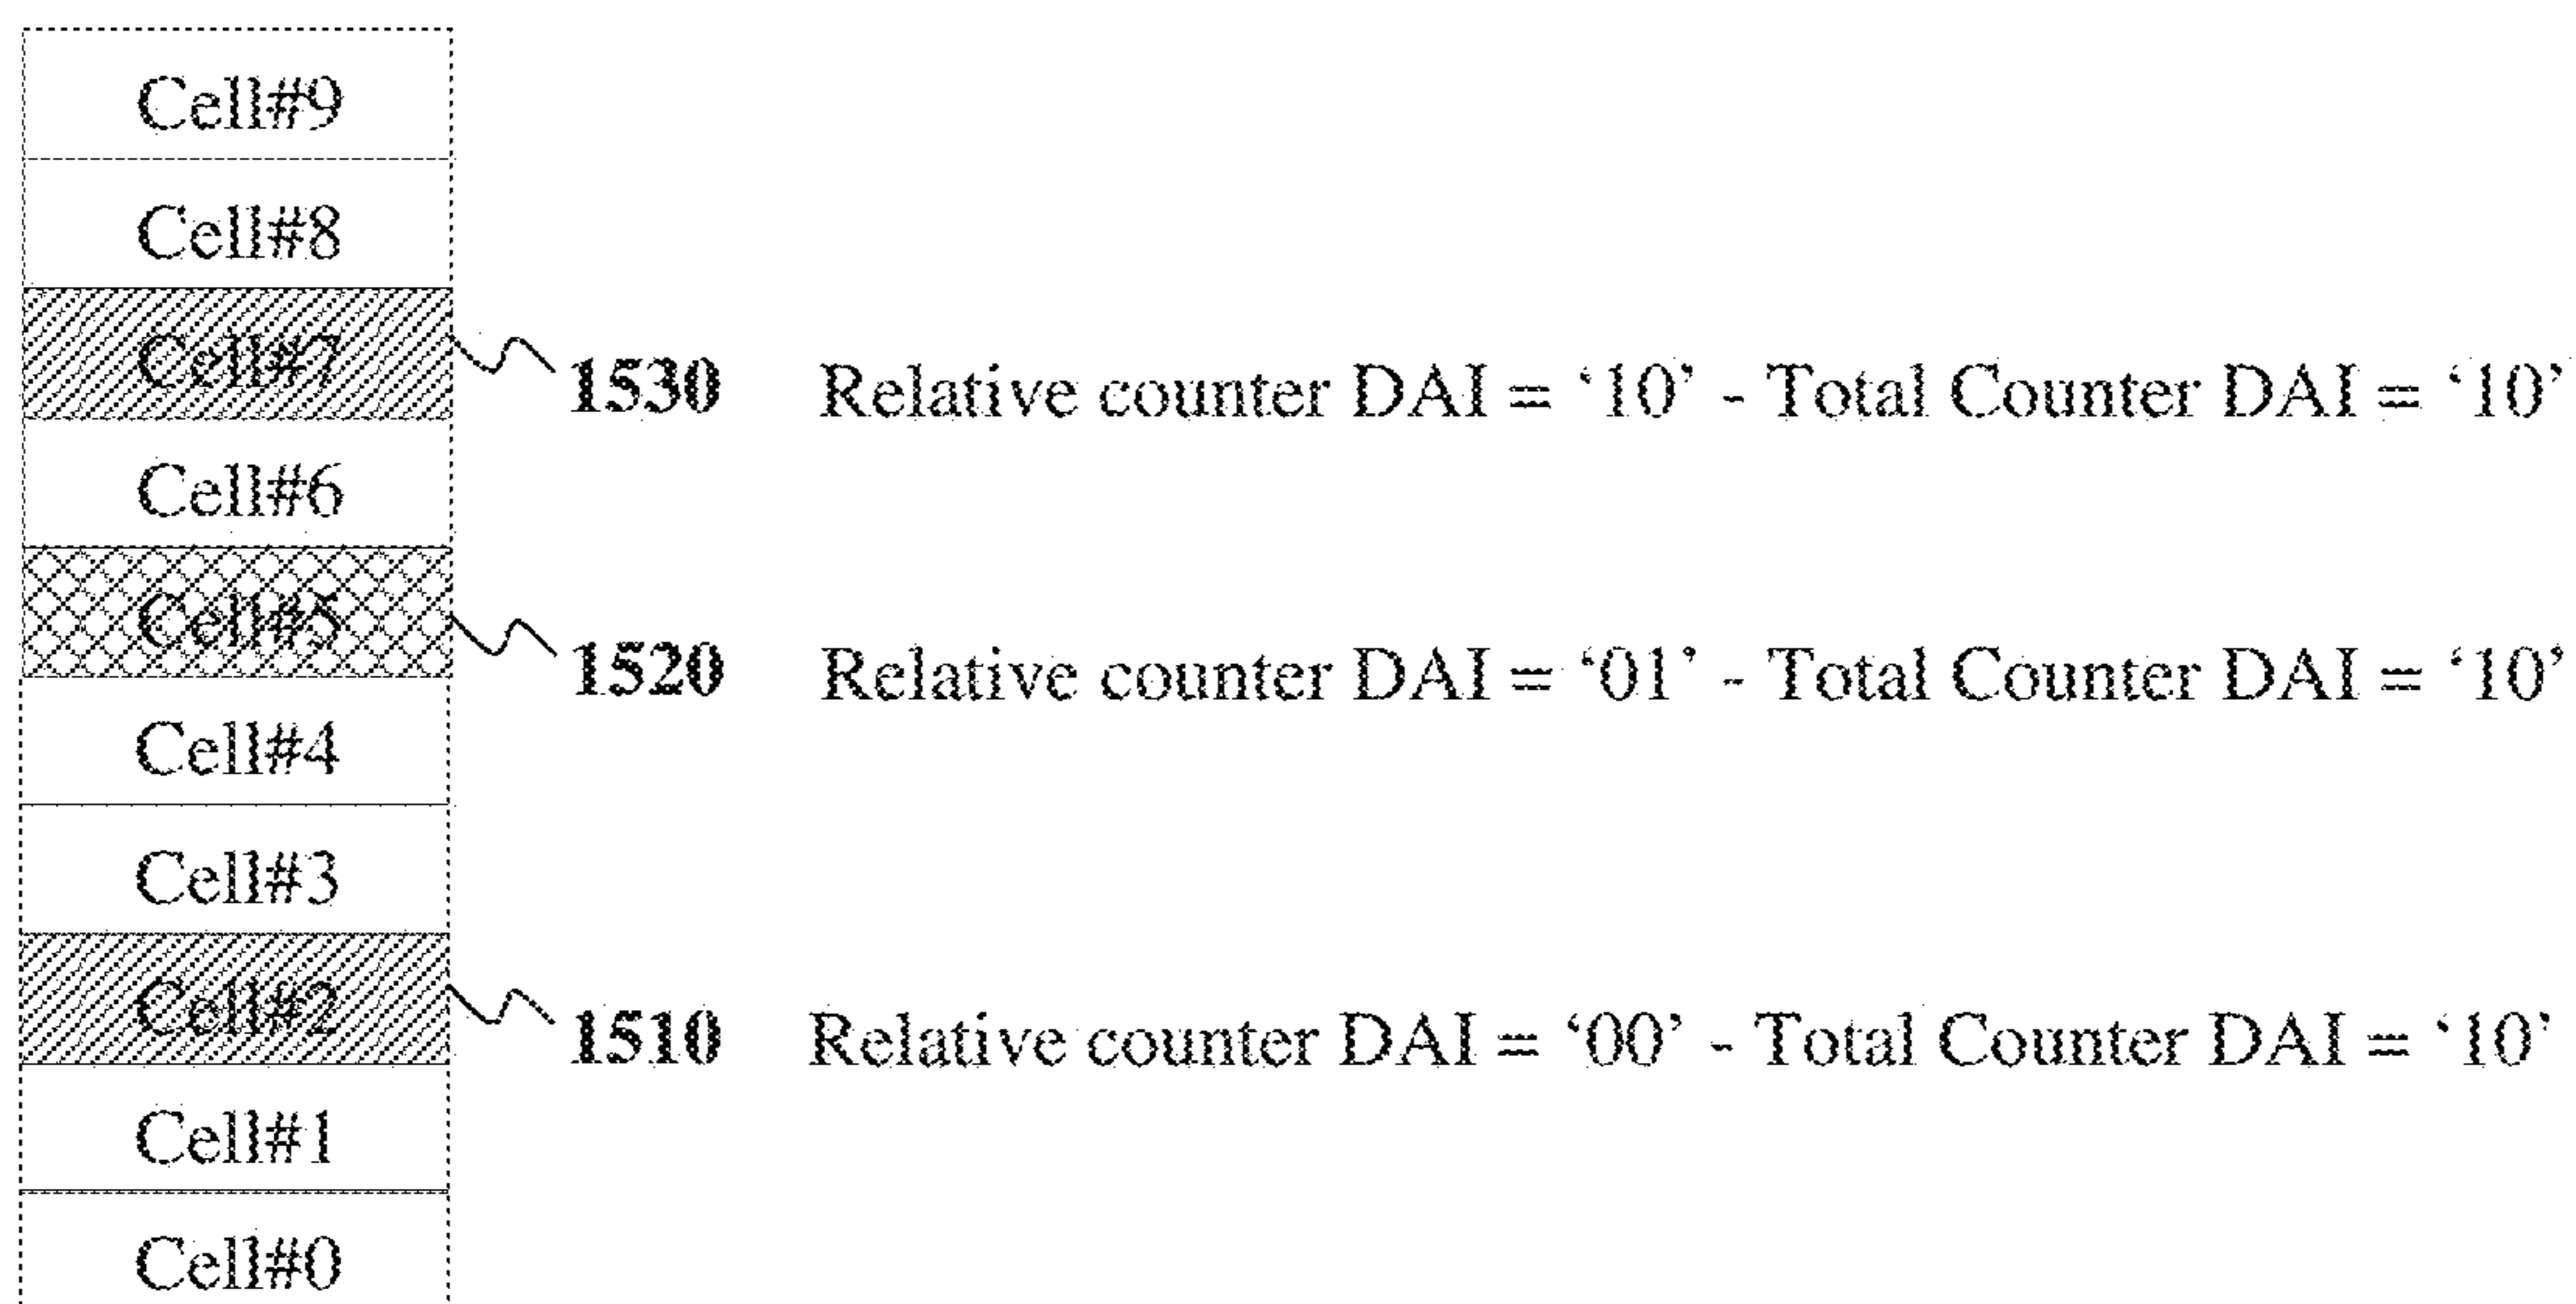 Cell#9
Cell#8
Cell#7
1530 Relative counter DAI = ‘10’ - Total Counter DAI = ‘10’
Cell#6
Cell#5
1520 Relative counter DAI = ‘01’ - Total Counter DAI = ‘10’
Cell#4
Cell#3
Cell#2
1510 Relative counter DAI = ‘00’ - Total Counter DAI = ‘10’
Cell#1
Cell#0